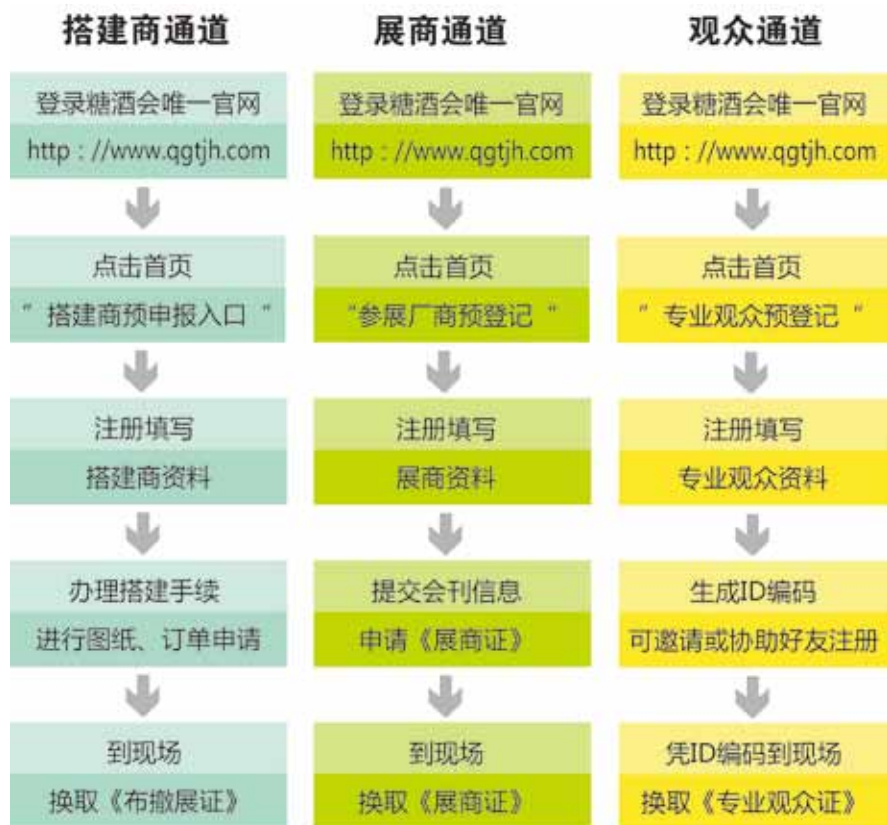 搭建商通道
登录糖酒会唯一官网
http：//www.qgtjh.com
点击首页
"搭建商预申报入口"
注册填写
搭建商资料
办理搭建手续
进行图纸、订单申请
到现场
换取《布撤展证》
展商通道
登录糖酒会唯一官网
http：//www.qgtjh.com
点击首页
"参展厂商预登记"
注册填写
展商资料
提交会刊信息
申请《展商证》
到现场
换取《展商证》
观众通道
登录糖酒会唯一官网
http：//www.qgtjh.com
点击首页
"专业观众预登记"
注册填写
专业观众资料
生成ID编码
可邀请或协助好友注册
凭ID编码到现场
换取《专业观众证》